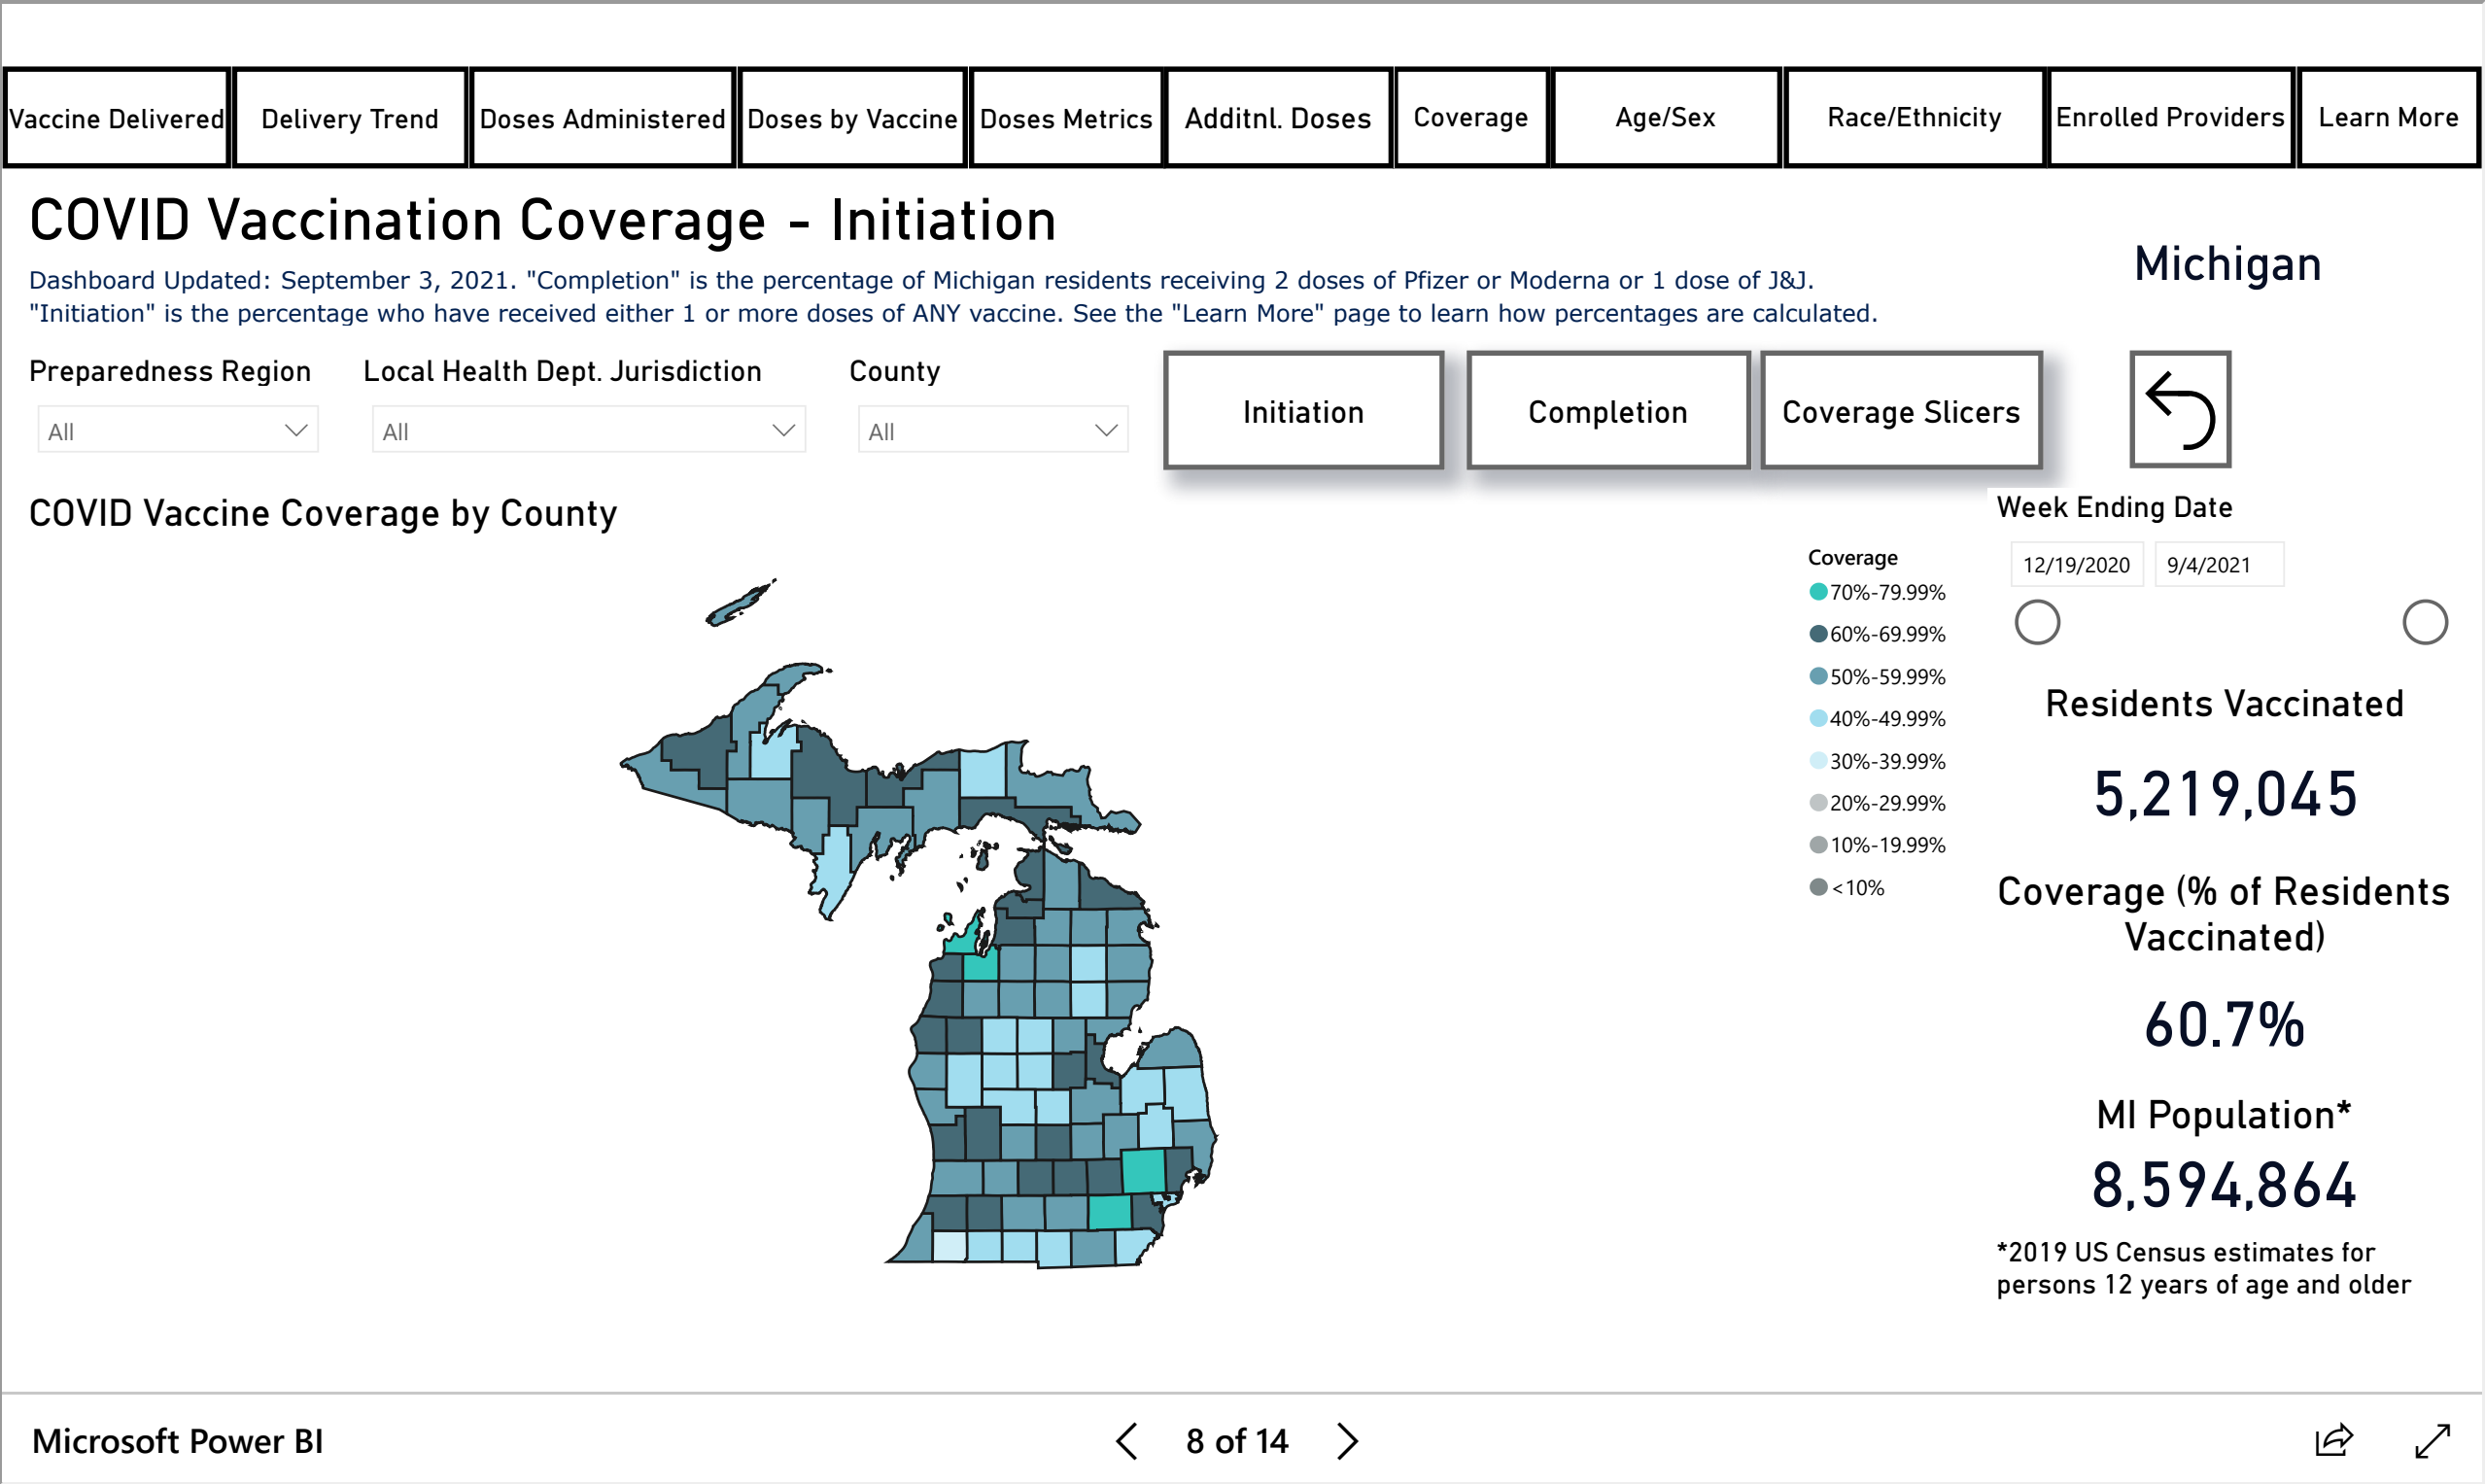 Vaccine Delivered
Delivery Trend
Doses Administered
Doses by Vaccine
Doses Metrics
Additnl. Doses
Coverage
Age/Sex
Race/Ethnicity
Enrolled Providers
Learn More
COVID Vaccination Coverage - Initiation
Dashboard Updated: September 3, 2021. "Completion" is the percentage of Michigan residents receiving 2 doses of Pfizer or Moderna or 1 dose of J&J.
"Initiation" is the percentage who have received either 1 or more doses of ANY vaccine. See the "Learn More" page to learn how percentages are calculated.
Michigan
Preparedness Region
All
Local Health Dept. Jurisdiction
All
County
All
Initiation
Completion
Coverage Slicers
COVID Vaccine Coverage by County
Coverage
70%-79.99%
60%-69.99%
50%-59.99%
40%-49.99%
30%-39.99%
20%-29.99%
10%-19.99%
<10%
Week Ending Date
12/19/2020
9/4/2021
Residents Vaccinated
5,219,045
Coverage (% of Residents
Vaccinated)
60.7%
MI Population*
8,594,864
*2019 US Census estimates for
persons 12 years of age and older
Microsoft Power BI
8 of 14